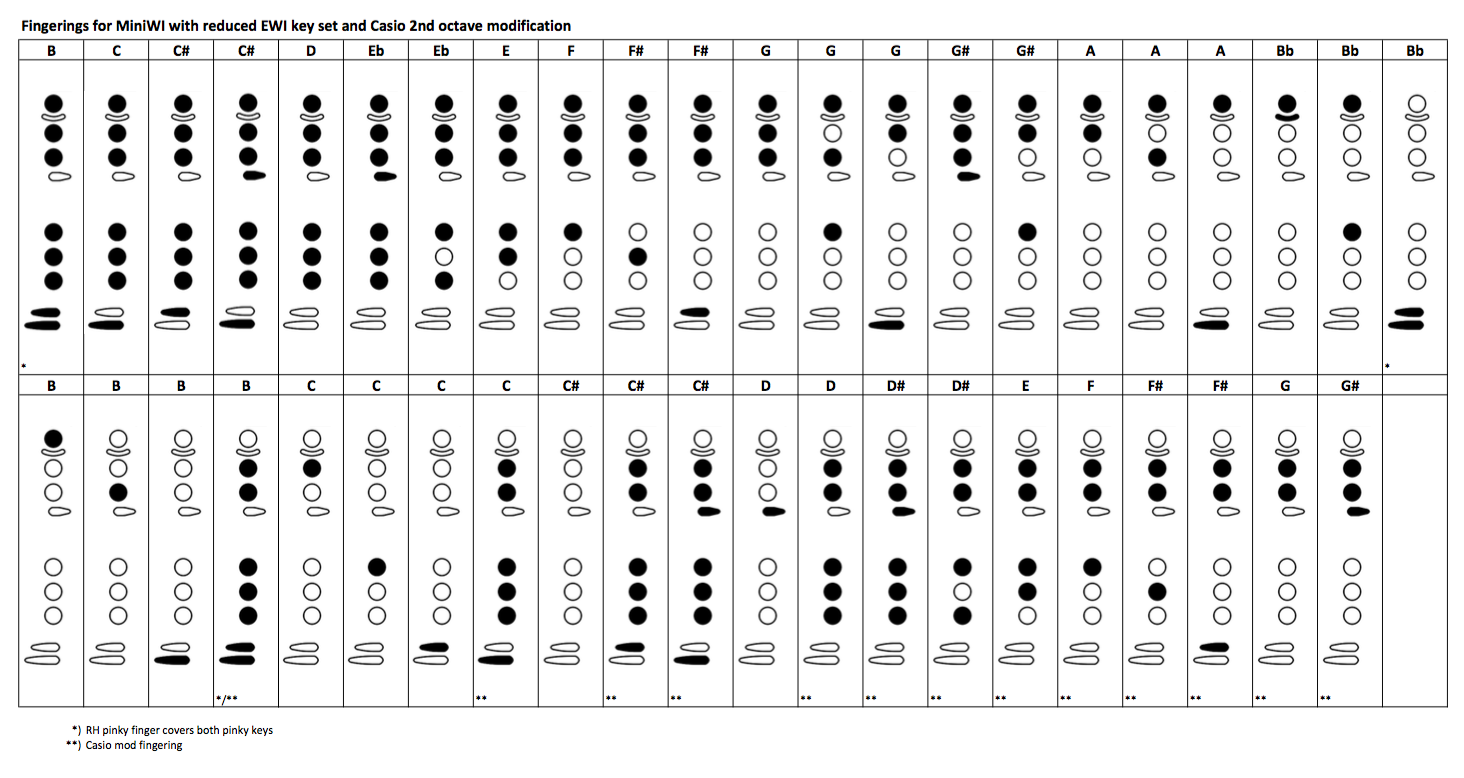 Fingerings for MiniWI with reduced EWI key set and Casio 2nd octave modification
B C C# C# D Eb Eb E F F# F# G G G G# G# A A A Bb Bb Bb
* *
B B B B C C C C C# C# C# D D D# D# E F F# F# G G#
*/** ** ** ** ** ** ** ** ** ** ** ** **
*) RH pinky finger covers both pinky keys
**) Casio mod fingering